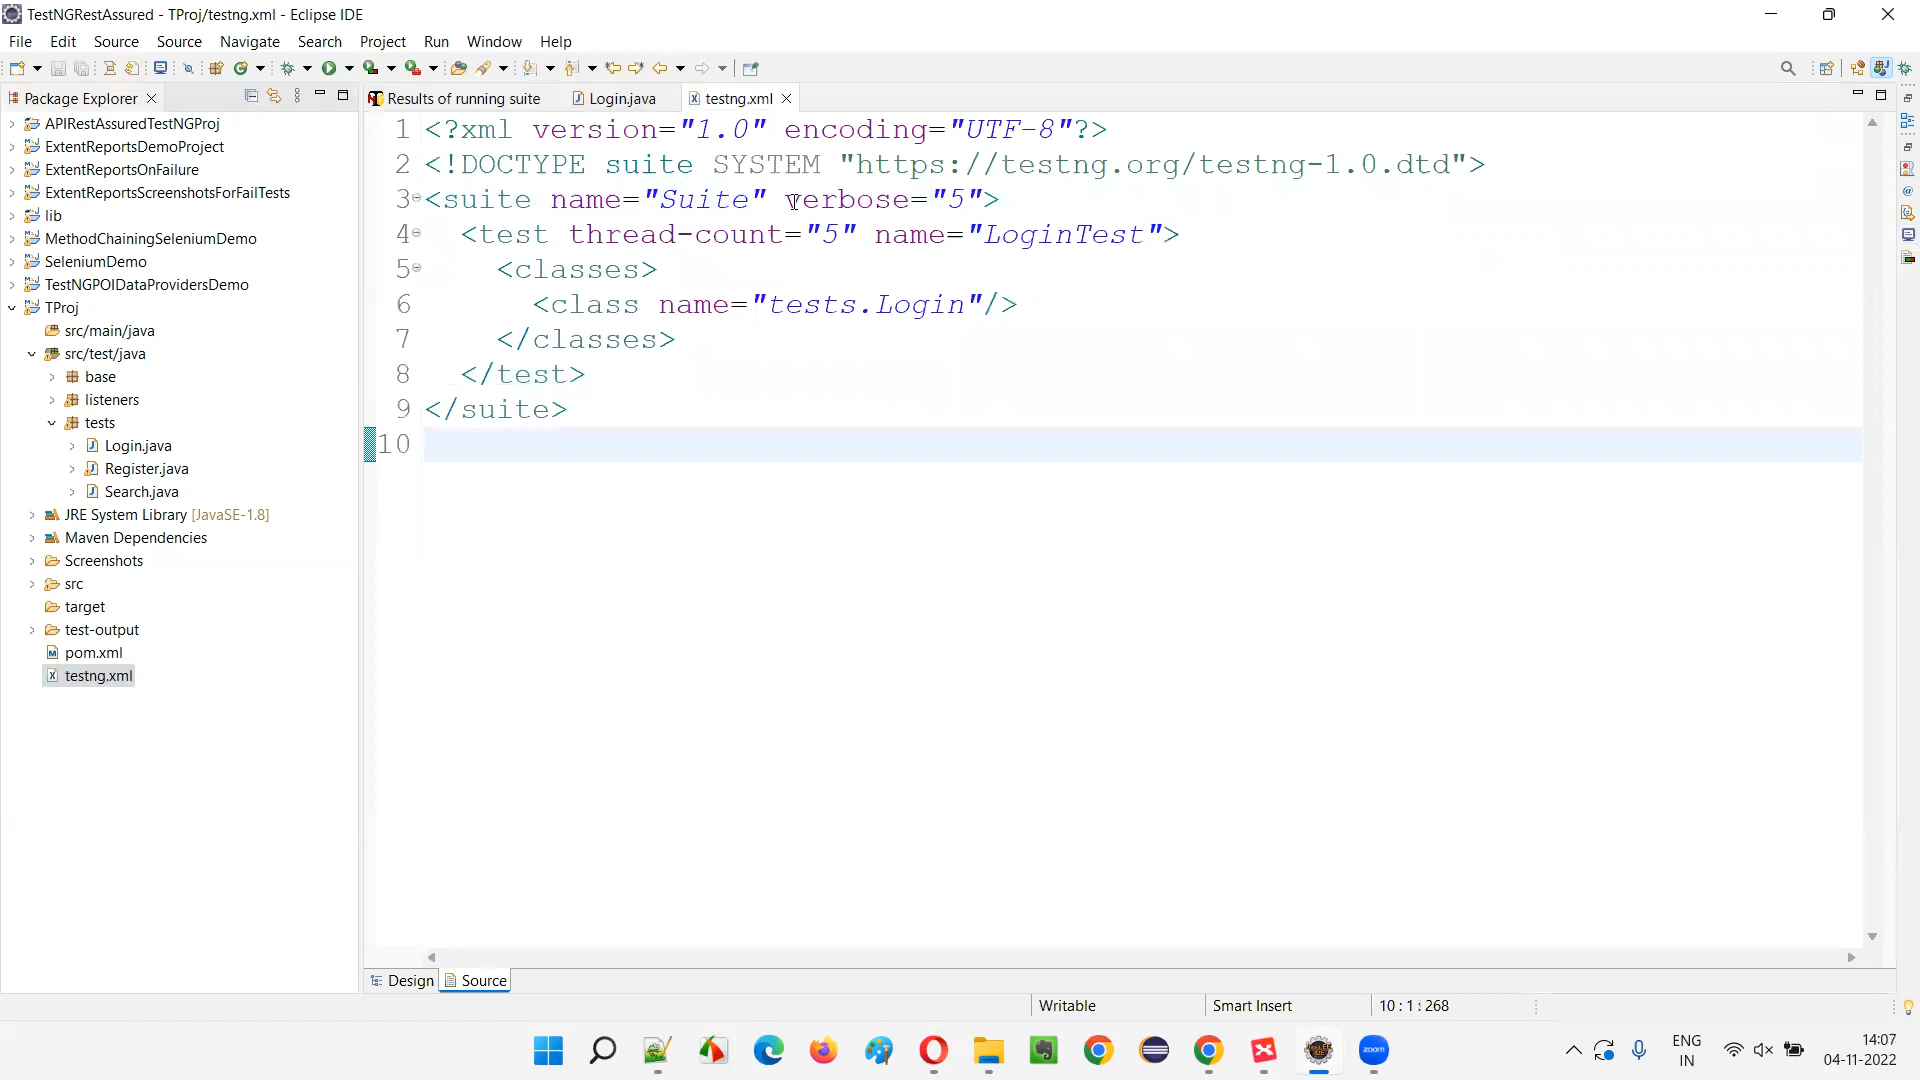 TestNGRestAssured - TProj/testng.xml - Eclipse IDE
File Edit Source Source Navigate Search Project Run Window Help
Package Explorer
Results of running suite Login.java testng.xml
APIRestAssuredTestNGProj
ExtentReportsDemoProject
ExtentReportsOnFailure
ExtentReportsScreenshotsForFailTests
lib
MethodChainingSeleniumDemo
SeleniumDemo
TestNGPOIDataProvidersDemo
TProj
src/main/java
src/test/java
base
listeners
tests
Login.java
Register.java
Search.java
JRE System Library [JavaSE-1.8]
Maven Dependencies
Screenshots
src
target
test-output
pom.xml
testng.xml
1 <?xml version="1.0" encoding="UTF-8"?>
2 <!DOCTYPE suite SYSTEM "https://testng.org/testng-1.0.dtd">
3 <suite name="Suite" verbose="5">
4 <test thread-count="5" name="LoginTest">
5 <classes>
6 <class name="tests.Login"/>
7 </classes>
8 </test>
9 </suite>
10
Design Source
Writable Smart Insert 10 : 1 : 268
zoom
ENG
IN
14:07
04-11-2022